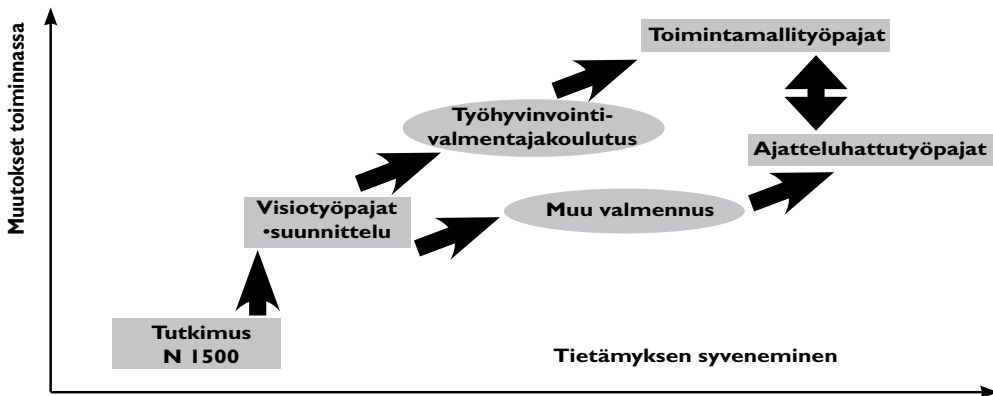 Muutokset toiminnassa
Toimintamallityöpajat
Työhyvinvointi-
valmentajakoulutus
Ajatteluhattutyöpajat
Visiotyöpajat
•suunnittelu
Muu valmennus
Tutkimus
N 1500
Tietämyksen syveneminen